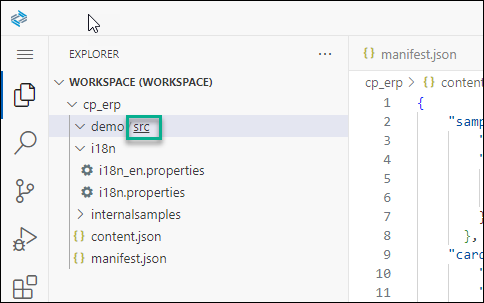 EXPLORER
...
WORKSPACE (WORKSPACE)
cp_erp
demo src
i18n
i18n_en.properties
i18n.properties
internalsamples
{} content.json
{} manifest.json
{} manifest.json
cp_erp > {} content
1 {
2 "samp
3 "
4 "
5
6
7 }
8 },
9 "card
10 "
11 "